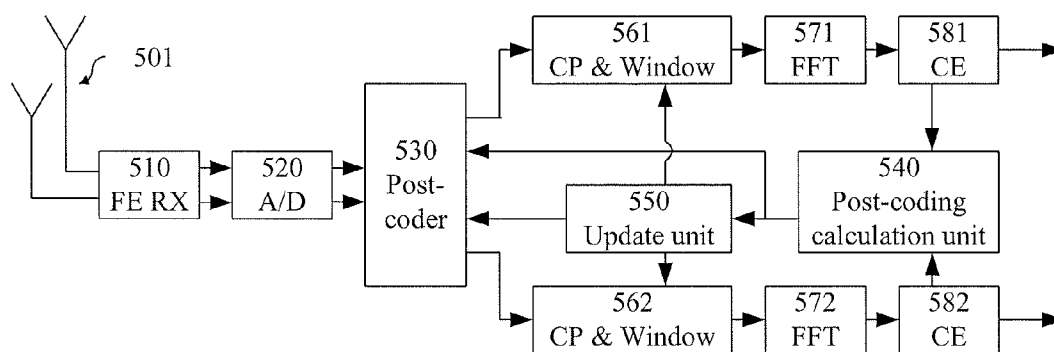 501
510
FE RX
520
A/D
530
Post-
coder
561
CP & Window
571
FFT
581
CE
550
Update unit
540
Post-coding
calculation unit
562
CP & Window
572
FFT
582
CE